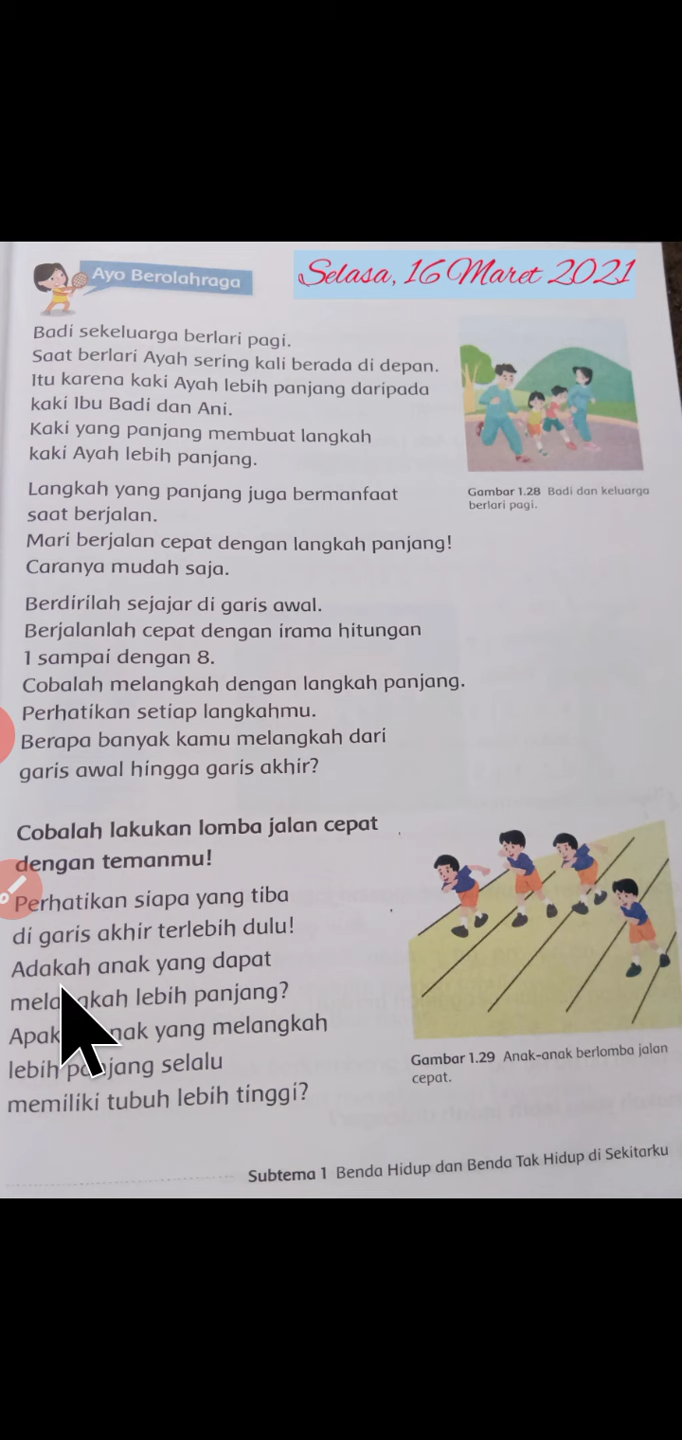 Ayo Berolahraga
Selasa, 16 Maret 2021
Badi sekeluarga berlari pagi.
Saat berlari Ayah sering kali berada di depan.
Itu karena kaki Ayah lebih panjang daripada
kaki Ibu Badi dan Ani.
Kaki yang panjang membuat langkah
kaki Ayah lebih panjang.
Gambar 1.28 Badi dan keluarga
berlari pagi.
Langkah yang panjang juga bermanfaat
saat berjalan.
Mari berjalan cepat dengan langkah panjang!
Caranya mudah saja.
Berdirilah sejajar di garis awal.
Berjalanlah cepat dengan irama hitungan
1 sampai dengan 8.
Cobalah melangkah dengan langkah panjang.
Perhatikan setiap langkahmu.
Berapa banyak kamu melangkah dari
garis awal hingga garis akhir?
Cobalah lakukan lomba jalan cepat
dengan temanmu!
Perhatikan siapa yang tiba
di garis akhir terlebih dulu!
Adakah anak yang dapat
lebih panjang?
yang melangkah
lebih panjang selalu
memiliki tubuh lebih tinggi?
Gambar 1.29 Anak-anak berlomba jalan
cepat.
Subtema 1 Benda Hidup dan Benda Tak Hidup di Sekitarku